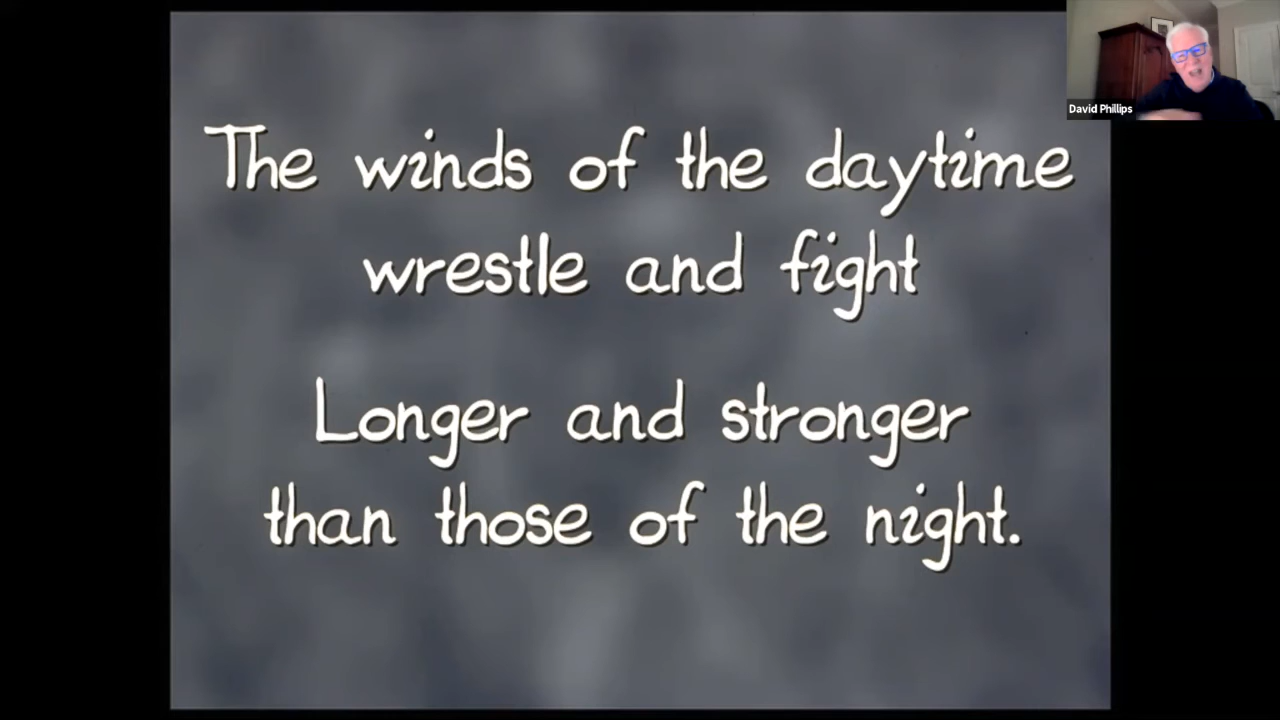 David Phillips
The winds of the daytime
wrestle and fight
Longer and stronger
than those of the night.